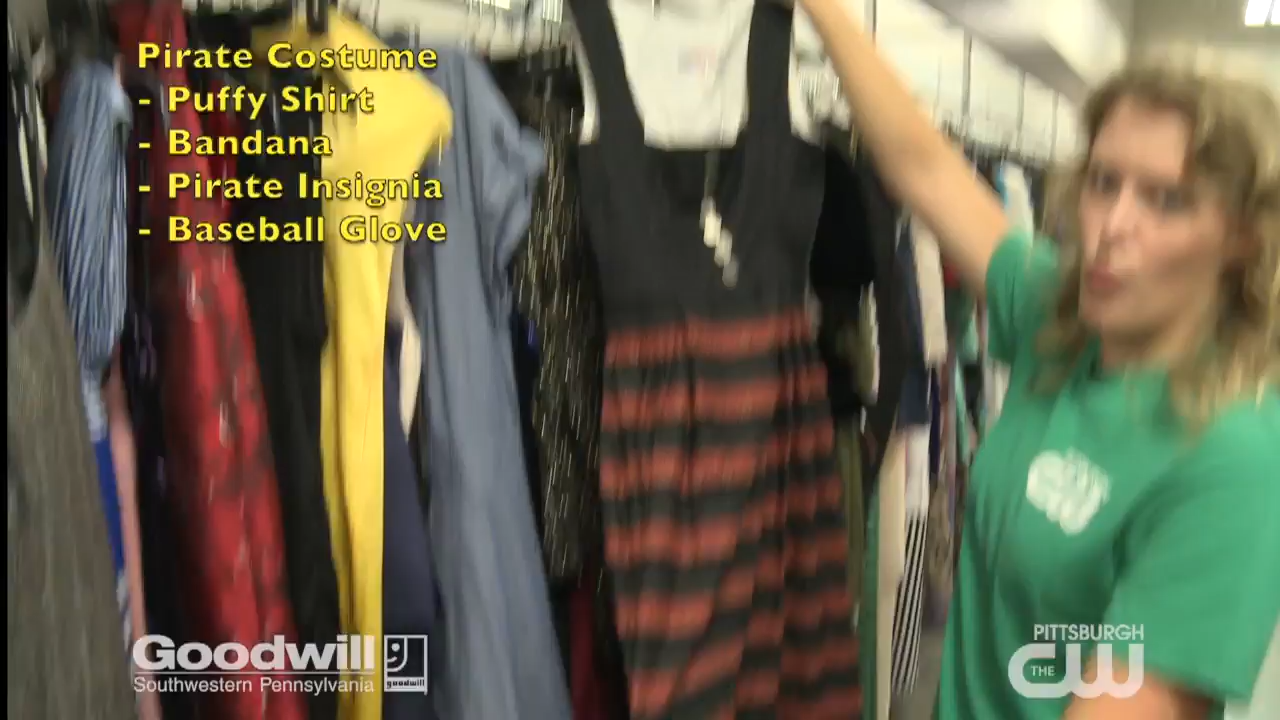 Pirate Costume
- Puffy Shirt
- Bandana
- Pirate Insignia
- Baseball Glove
Goodwill
goodwill
Southwestern Pennsylvania
PITTSBURGH
THE CW